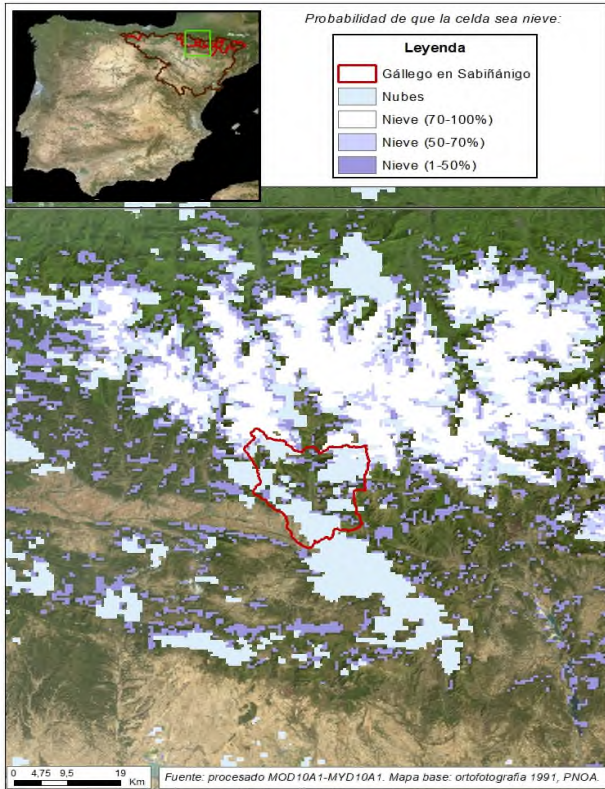 Probabilidad de que la celda sea nieve:
Leyenda
Gállego en Sabiñánigo
Nubes
Nieve (70-100%)
Nieve (50-70%)
Nieve (1-50%)
0 4,75 9,5 19
Km
Fuente: procesado MOD10A1-MYD10A1. Mapa base: ortofotografía 1991, PNOA.